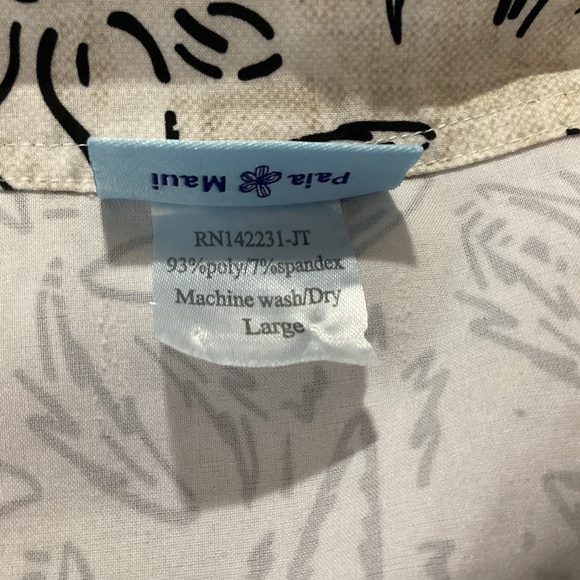 Paia Maui
RN142231-JT
93%poly/7%spandex
Machine wash/Dry
Large